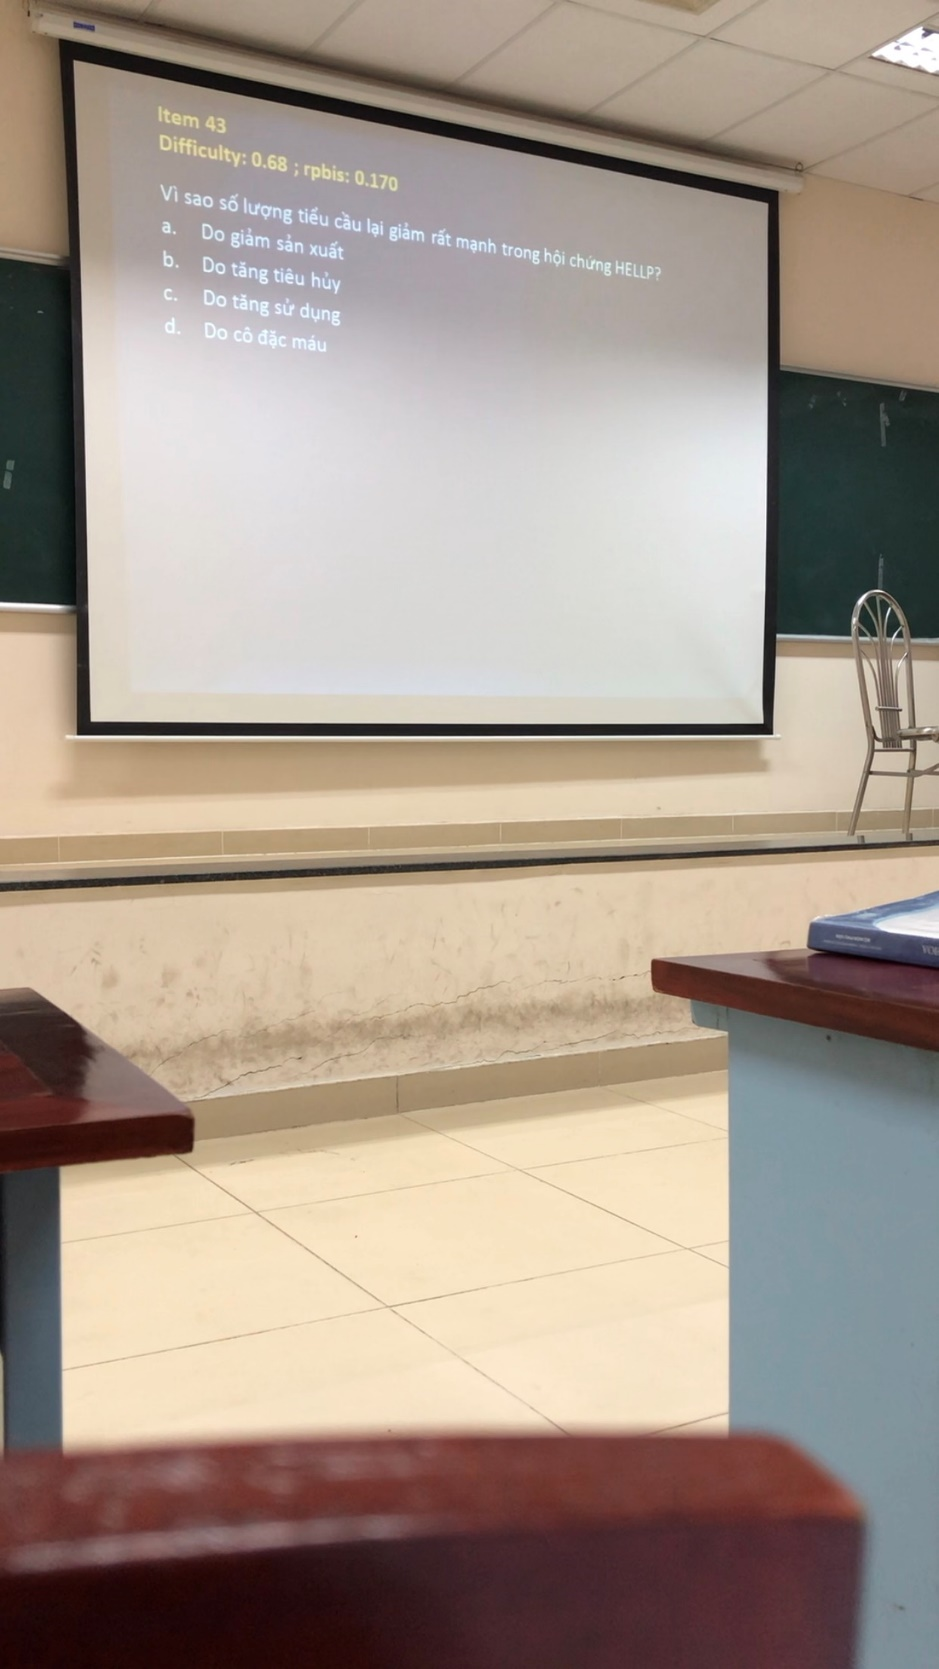 Item 43
Difficulty: 0.68 ; rpbis: 0.170
Vì sao số lượng tiểu cầu lại giảm rất mạnh trong hội chứng HELLP?
a. Do giảm sản xuất
b. Do tăng tiêu hủy
c. Do tăng sử dụng
d. Do cô đặc máu